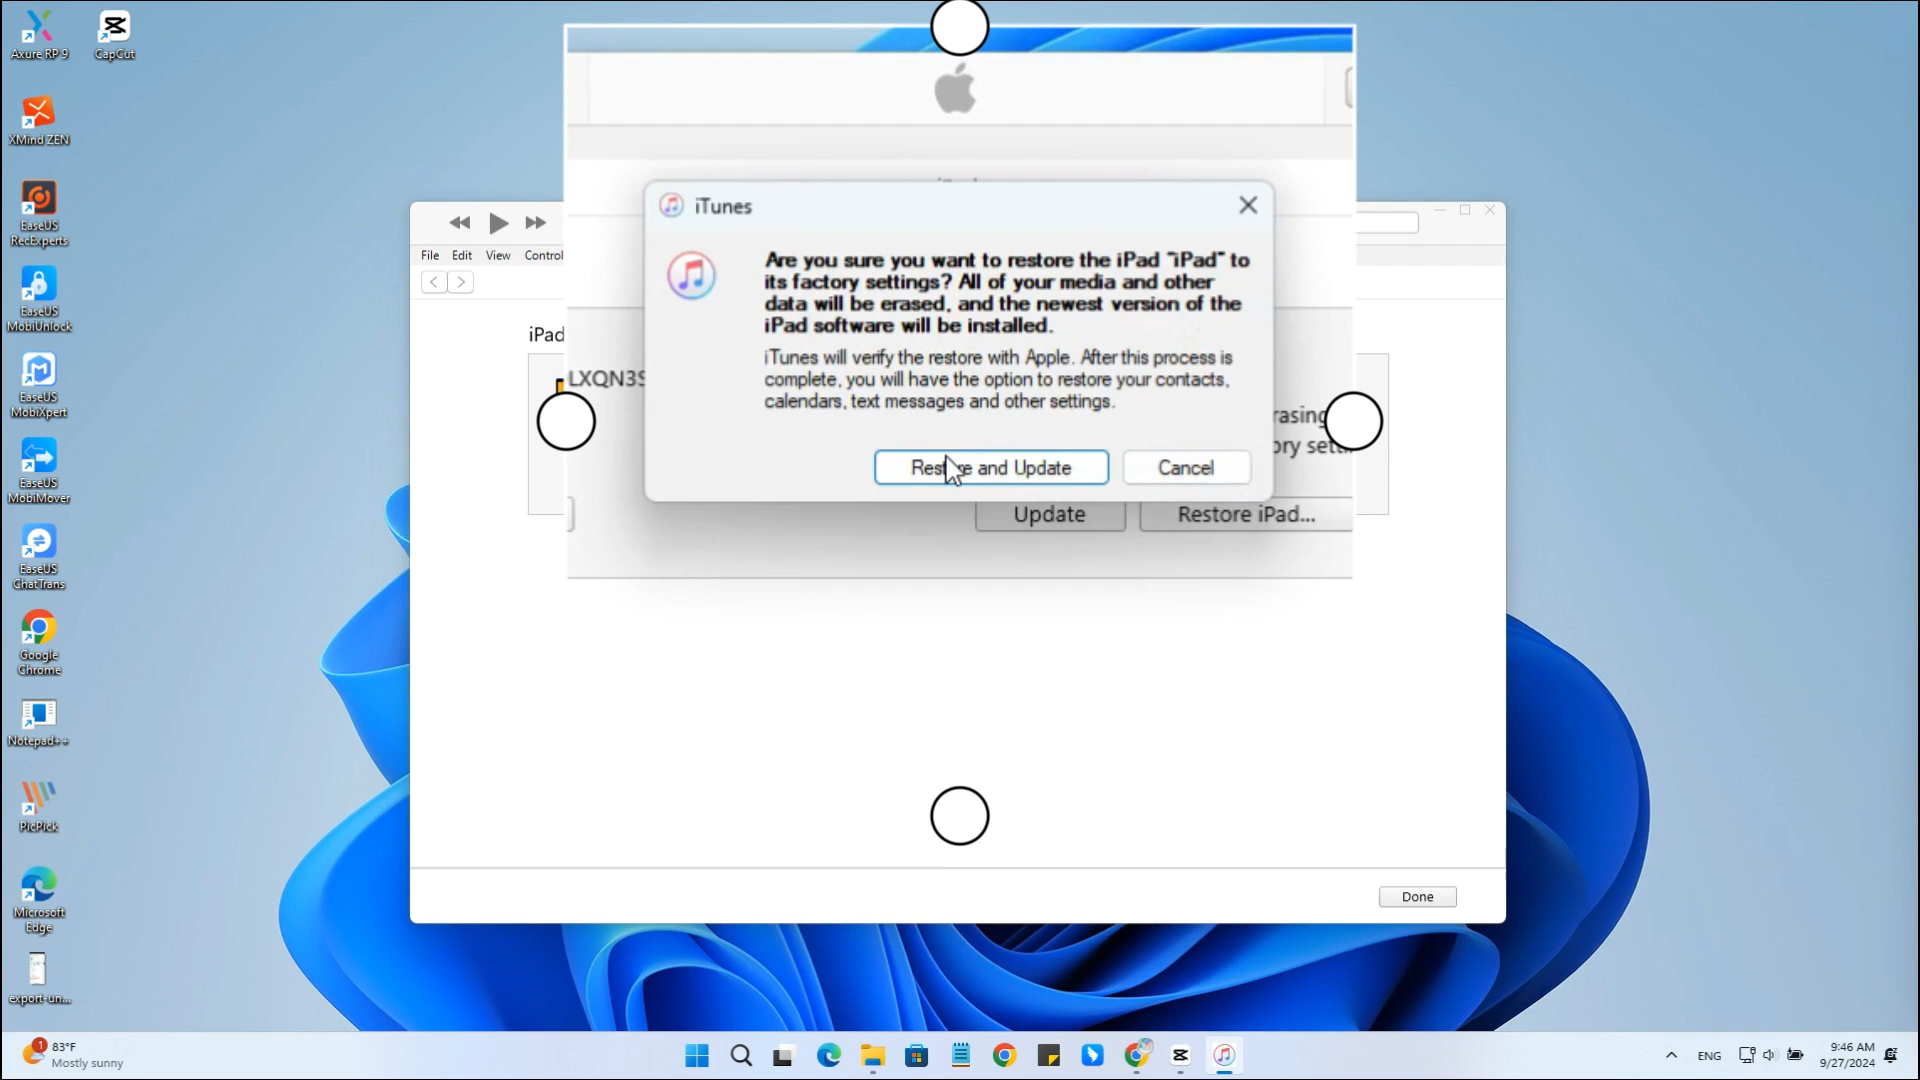 Axure RP 9
CapCut
XMind ZEN
EaseUS
RecExperts
EaseUS
MobiUnlock
EaseUS
MobiXpert
EaseUS
MobiMover
EaseUS
ChatTrans
Google
Chrome
Notepad++
PicPick
Microsoft
Edge
export-un...
File Edit View Control
iPad
LXQN3S
iTunes
Are you sure you want to restore the iPad "iPad" to
its factory settings? All of your media and other
data will be erased, and the newest version of the
iPad software will be installed.
iTunes will verify the restore with Apple. After this process is
complete, you will have the option to restore your contacts,
calendars, text messages and other settings.
Restore and Update
Cancel
rasing
ory sett
Update
Restore iPad...
Done
1
83°F
Mostly sunny
ENG
9:46 AM
9/27/2024